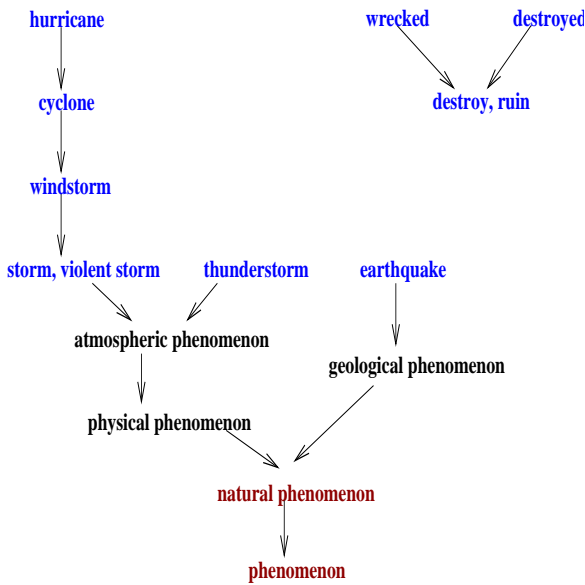 hurricane
wrecked
destroyed
cyclone
destroy, ruin
windstorm
storm, violent storm
thunderstorm
earthquake
atmospheric phenomenon
geological phenomenon
physical phenomenon
natural phenomenon
phenomenon